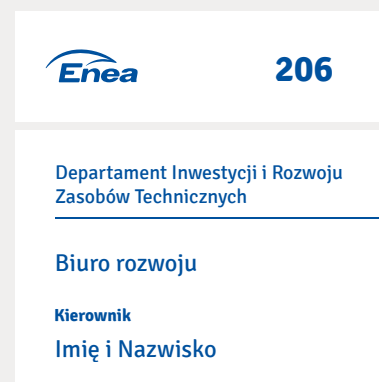 Enea
206
Departament Inwestycji i Rozwoju
Zasobów Technicznych
Biuro rozwoju
Kierownik
Imię i Nazwisko